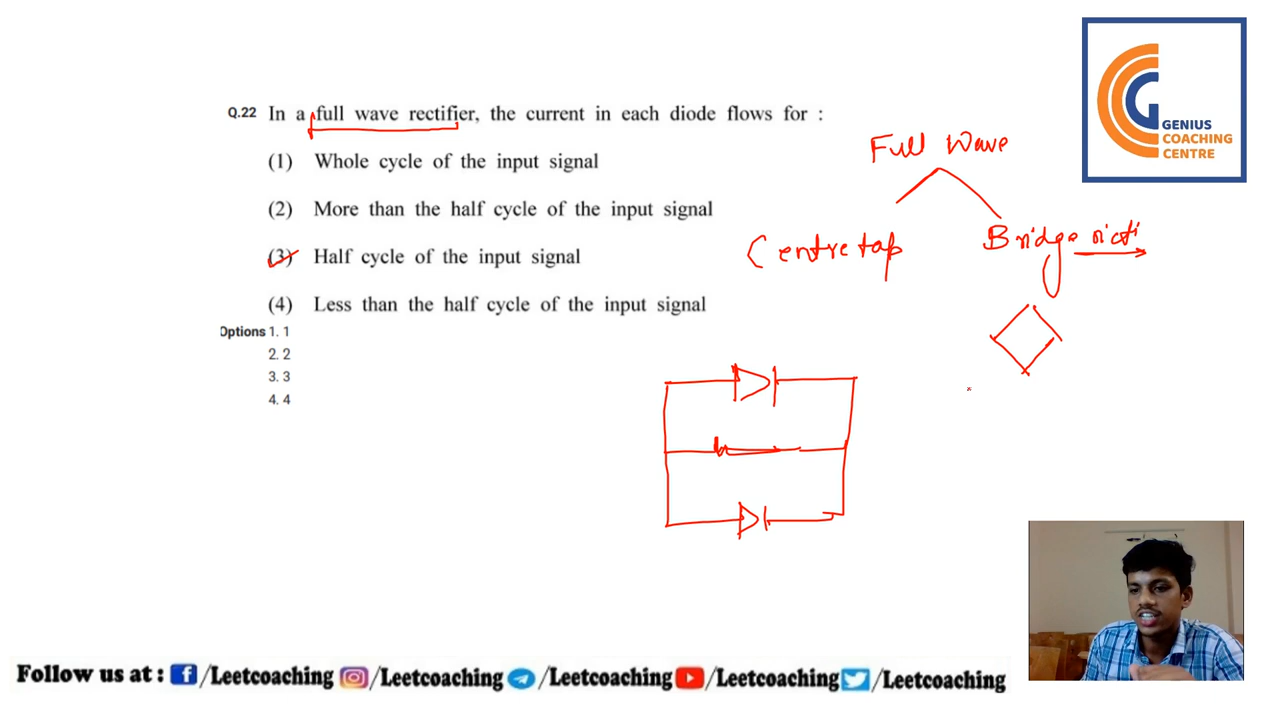 GENIUS
COACHING
CENTRE
Q.22 In a full wave rectifier, the current in each diode flows for :
(1) Whole cycle of the input signal
(2) More than the half cycle of the input signal
(3) Half cycle of the input signal
(4) Less than the half cycle of the input signal
Options 1. 1
2. 2
3. 3
4. 4
Full Wave
Centre tap
Bridge
Follow us at : /Leetcoaching /Leetcoaching /Leetcoaching /Leetcoaching /Leetcoaching